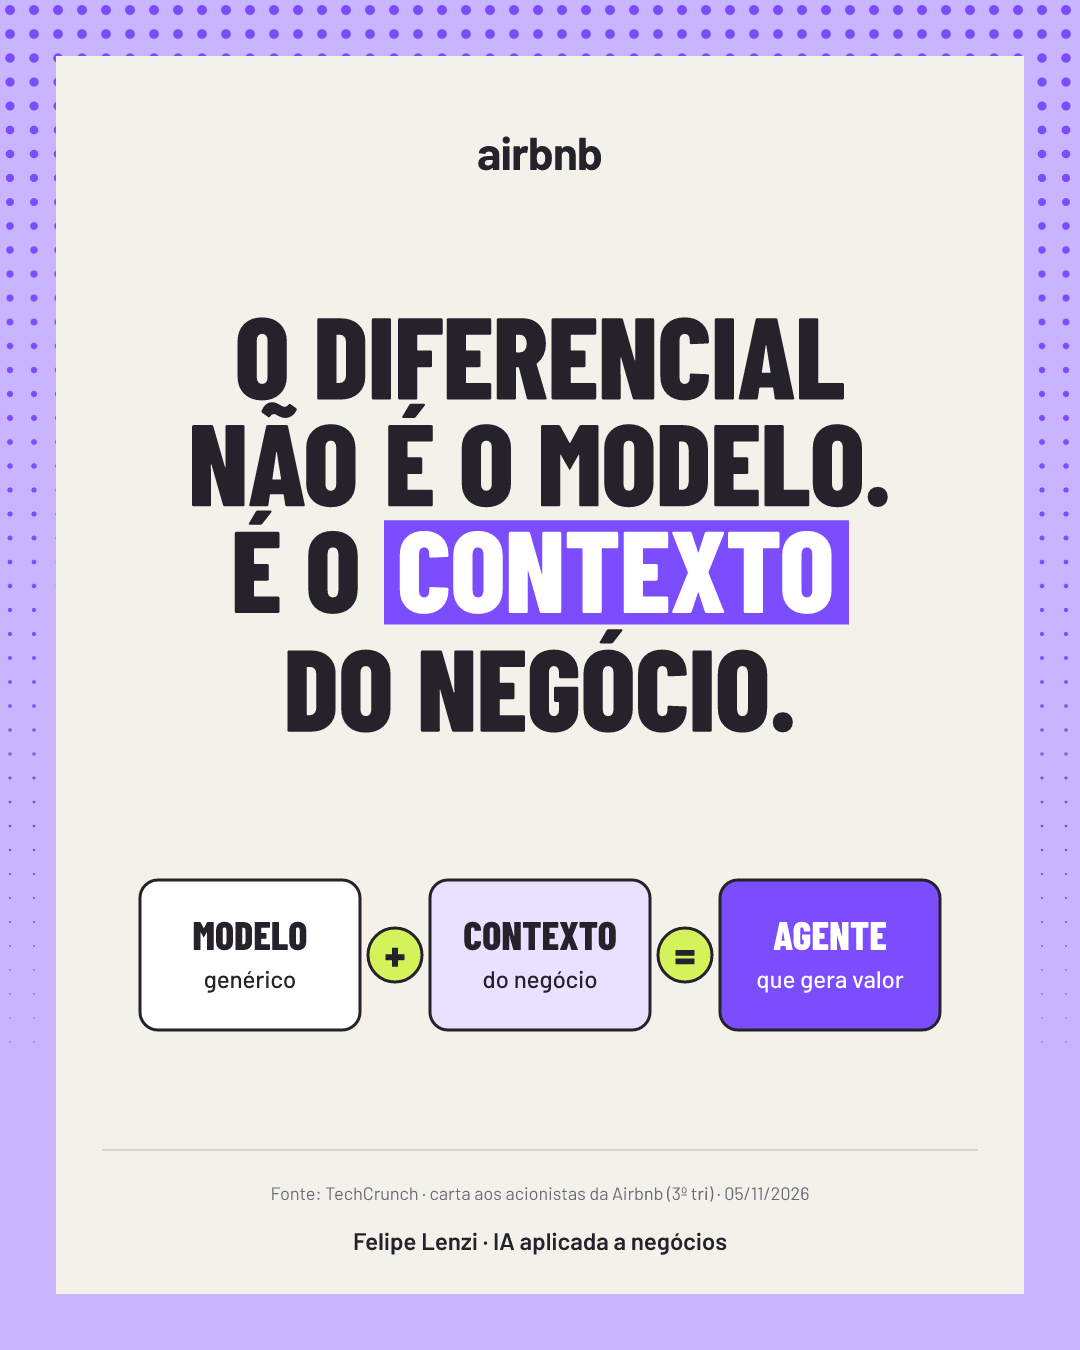 airbnb
O DIFERENCIAL
NÃO É O MODELO.
É O CONTEXTO
DO NEGÓCIO.
MODELO
genérico
+
CONTEXTO
do negócio
=
AGENTE
que gera valor
Fonte: TechCrunch · carta aos acionistas da Airbnb (3º tri) · 05/11/2026
Felipe Lenzi · IA aplicada a negócios